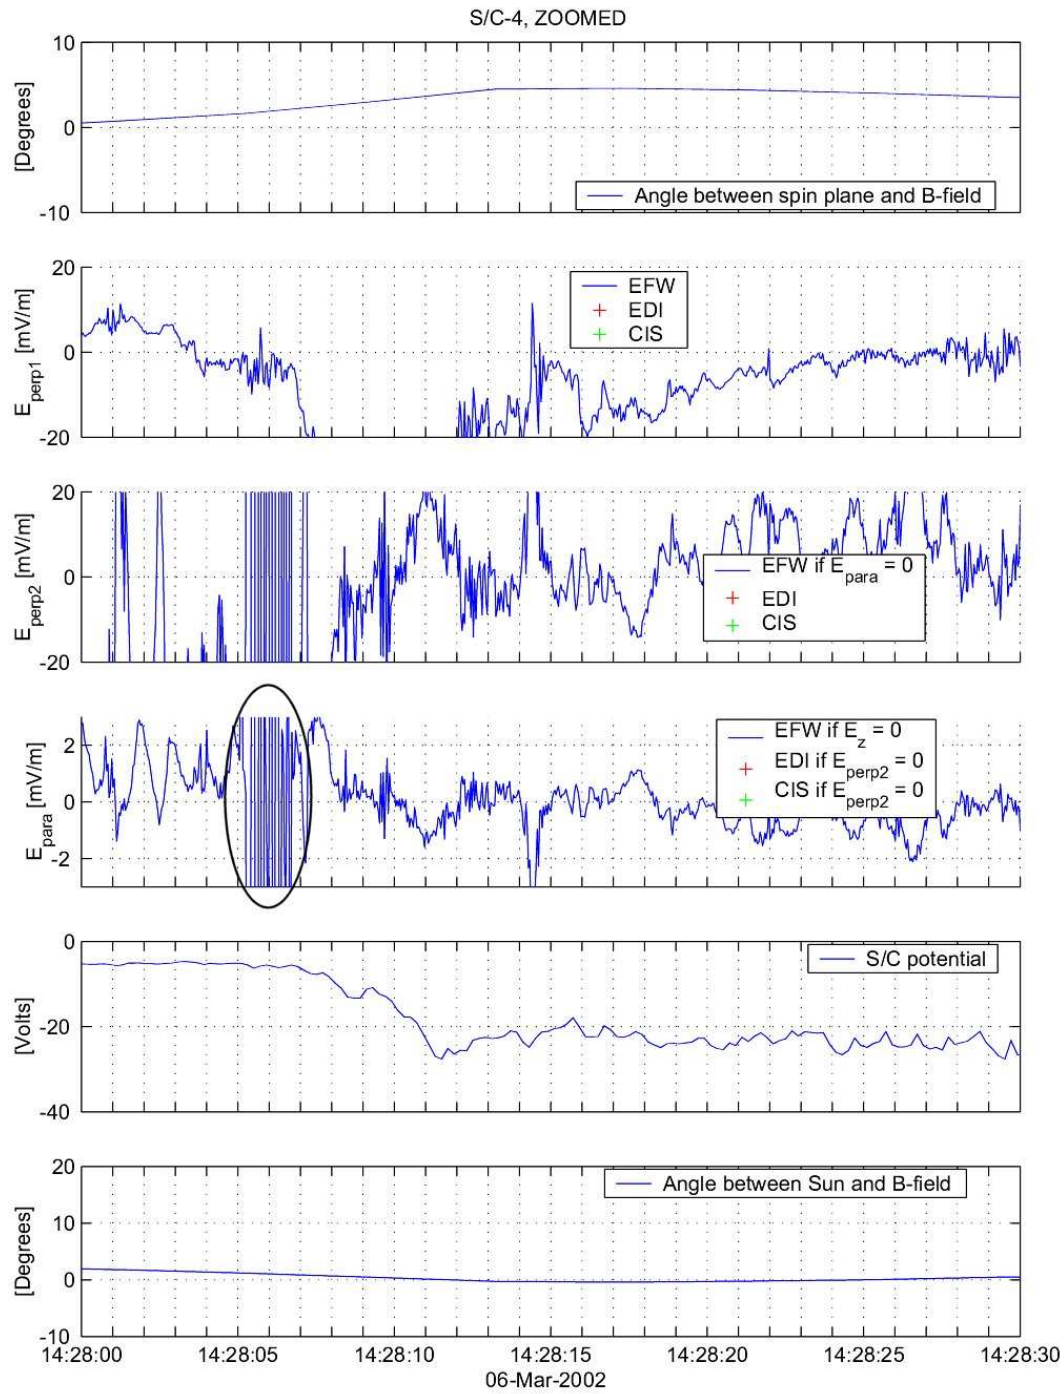 S/C-4, ZOOMED
10
0
-10
[Degrees]
Angle between spin plane and B-field
20
0
-20
E_perp1 [mV/m]
EFW
EDI
CIS
20
0
-20
E_perp2 [mV/m]
EFW if E_para = 0
EDI
CIS
2
0
-2
E_para [mV/m]
EFW if E_z = 0
EDI if E_perp2 = 0
CIS if E_perp2 = 0
0
-20
-40
[Volts]
S/C potential
20
10
0
-10
[Degrees]
Angle between Sun and B-field
14:28:00 14:28:05 14:28:10 14:28:15 14:28:20 14:28:25 14:28:30
06-Mar-2002